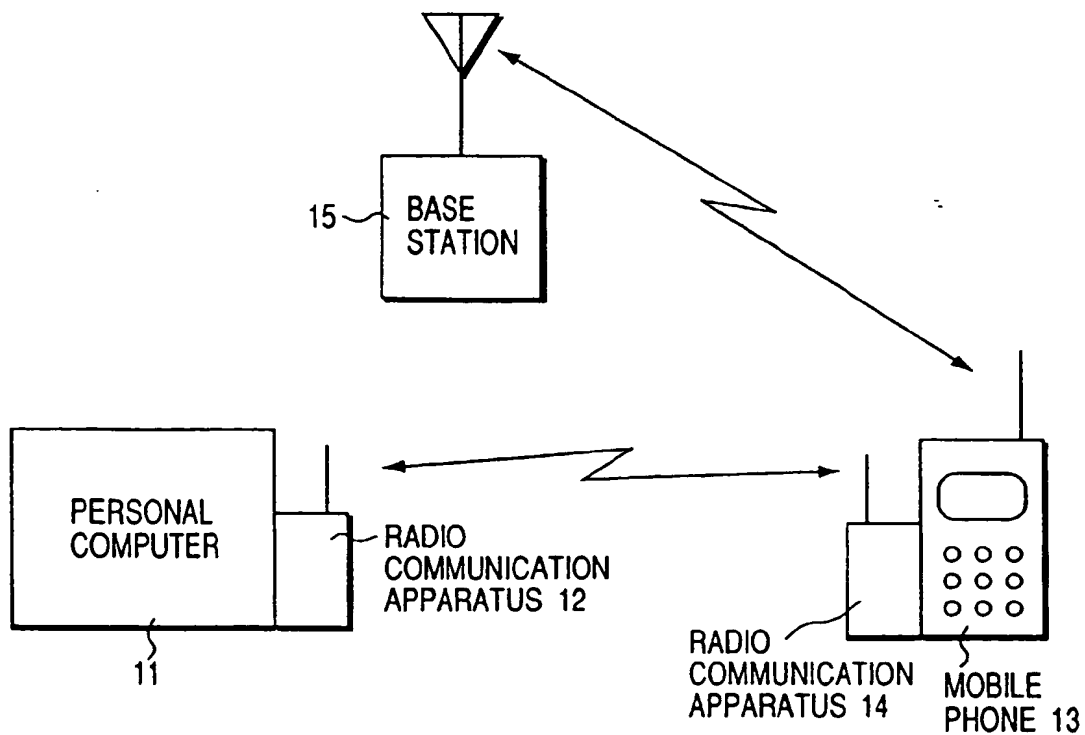 15
BASE
STATION
PERSONAL
COMPUTER
11
RADIO
COMMUNICATION
APPARATUS 12
RADIO
COMMUNICATION
APPARATUS 14
MOBILE
PHONE 13